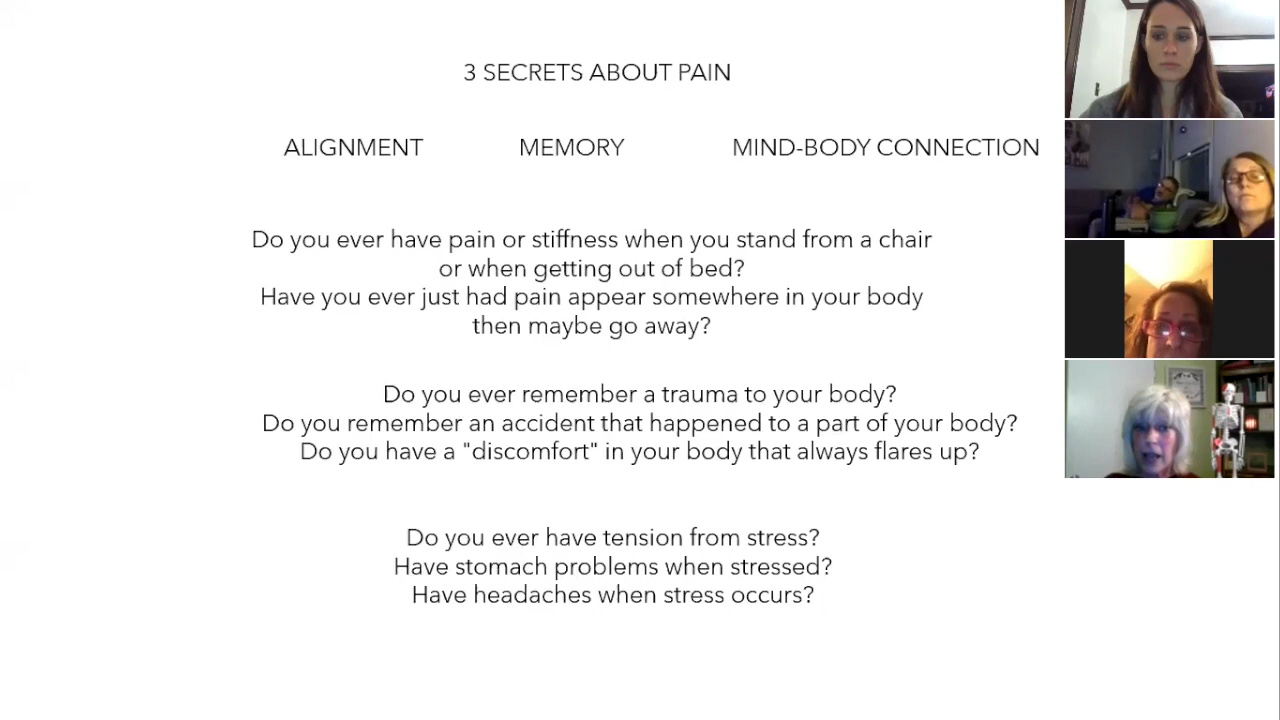 3 SECRETS ABOUT PAIN
ALIGNMENT MEMORY MIND-BODY CONNECTION
Do you ever have pain or stiffness when you stand from a chair
or when getting out of bed?
Have you ever just had pain appear somewhere in your body
then maybe go away?
Do you ever remember a trauma to your body?
Do you remember an accident that happened to a part of your body?
Do you have a "discomfort" in your body that always flares up?
Do you ever have tension from stress?
Have stomach problems when stressed?
Have headaches when stress occurs?